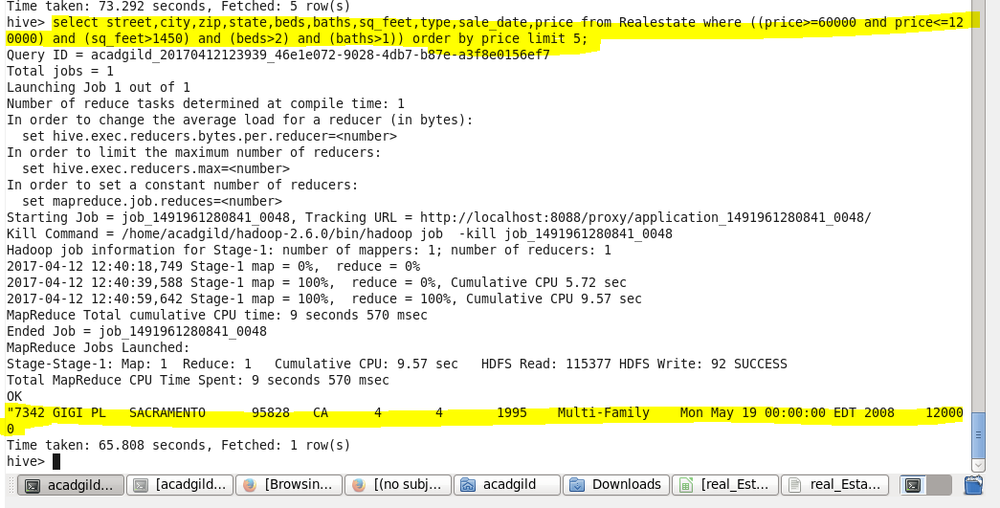 Time taken: 73.292 seconds, Fetched: 5 row(s)
hive> select street,city,zip,state,beds,baths,sq_feet,type,sale_date,price from Realestate where ((price>=60000 and price<=12
0000) and (sq_feet>1450) and (beds>2) and (baths>1)) order by price limit 5;
Query ID = acadgild_20170412123939_46e1e072-9028-4db7-b87e-a3f8e0156ef7
Total jobs = 1
Launching Job 1 out of 1
Number of reduce tasks determined at compile time: 1
In order to change the average load for a reducer (in bytes):
  set hive.exec.reducers.bytes.per.reducer=<number>
In order to limit the maximum number of reducers:
  set hive.exec.reducers.max=<number>
In order to set a constant number of reducers:
  set mapreduce.job.reduces=<number>
Starting Job = job_1491961280841_0048, Tracking URL = http://localhost:8088/proxy/application_1491961280841_0048/
Kill Command = /home/acadgild/hadoop-2.6.0/bin/hadoop job  -kill job_1491961280841_0048
Hadoop job information for Stage-1: number of mappers: 1; number of reducers: 1
2017-04-12 12:40:18,749 Stage-1 map = 0%,  reduce = 0%
2017-04-12 12:40:39,588 Stage-1 map = 100%,  reduce = 0%, Cumulative CPU 5.72 sec
2017-04-12 12:40:59,642 Stage-1 map = 100%,  reduce = 100%, Cumulative CPU 9.57 sec
MapReduce Total cumulative CPU time: 9 seconds 570 msec
Ended Job = job_1491961280841_0048
MapReduce Jobs Launched:
Stage-Stage-1: Map: 1  Reduce: 1   Cumulative CPU: 9.57 sec   HDFS Read: 115377 HDFS Write: 92 SUCCESS
Total MapReduce CPU Time Spent: 9 seconds 570 msec
OK
"7342 GIGI PL   SACRAMENTO      95828   CA      4       4       1995    Multi-Family    Mon May 19 00:00:00 EDT 2008    12000
0
Time taken: 65.808 seconds, Fetched: 1 row(s)
hive>
acadgild... [acadgild... [Browsin... [(no subj... acadgild Downloads [real_Est... real_Esta...